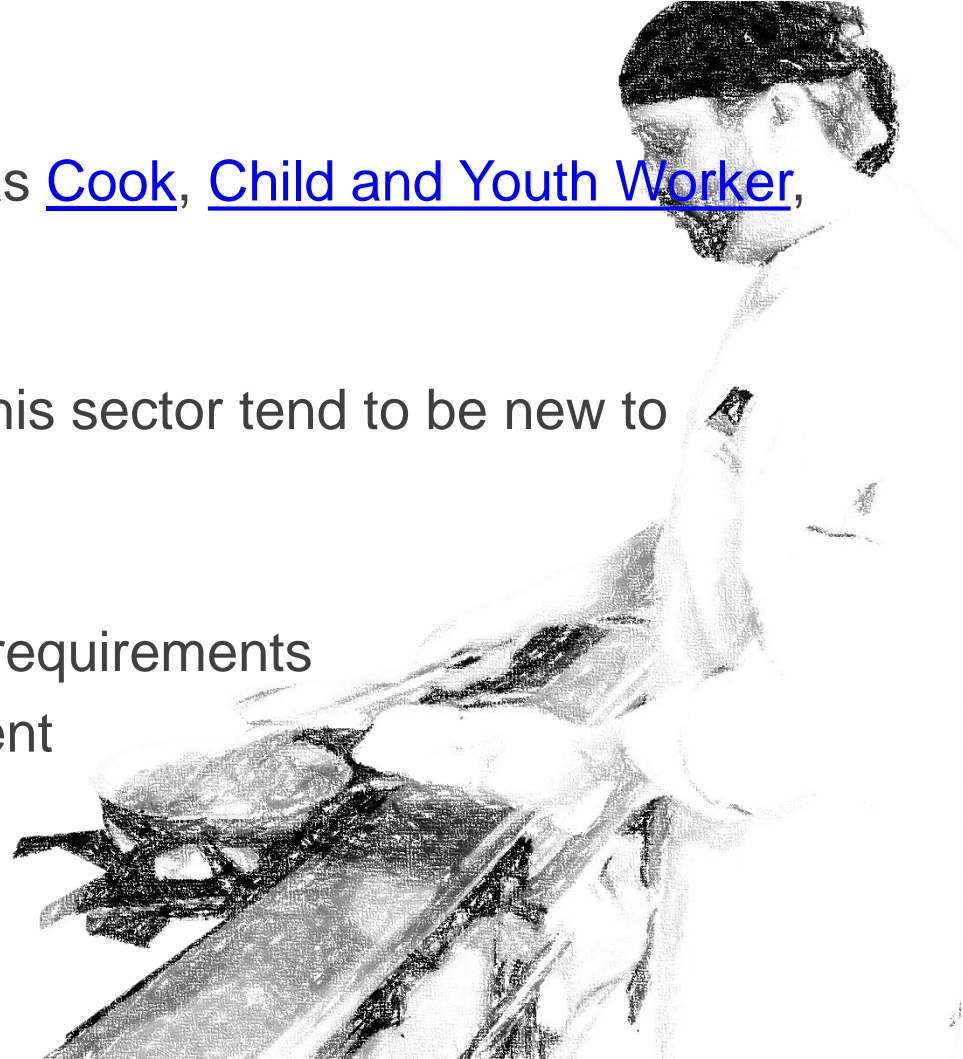 s Cook, Child and Youth Worker,
his sector tend to be new to
requirements
ent